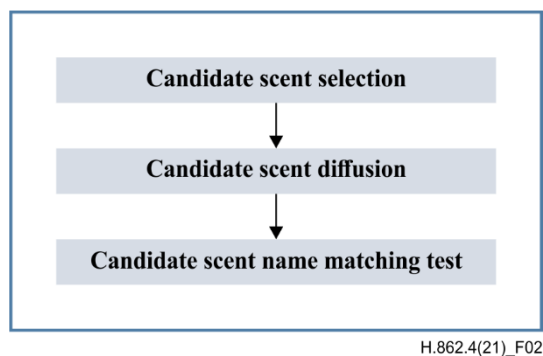 Candidate scent selection
Candidate scent diffusion
Candidate scent name matching test
H.862.4(21)_F02